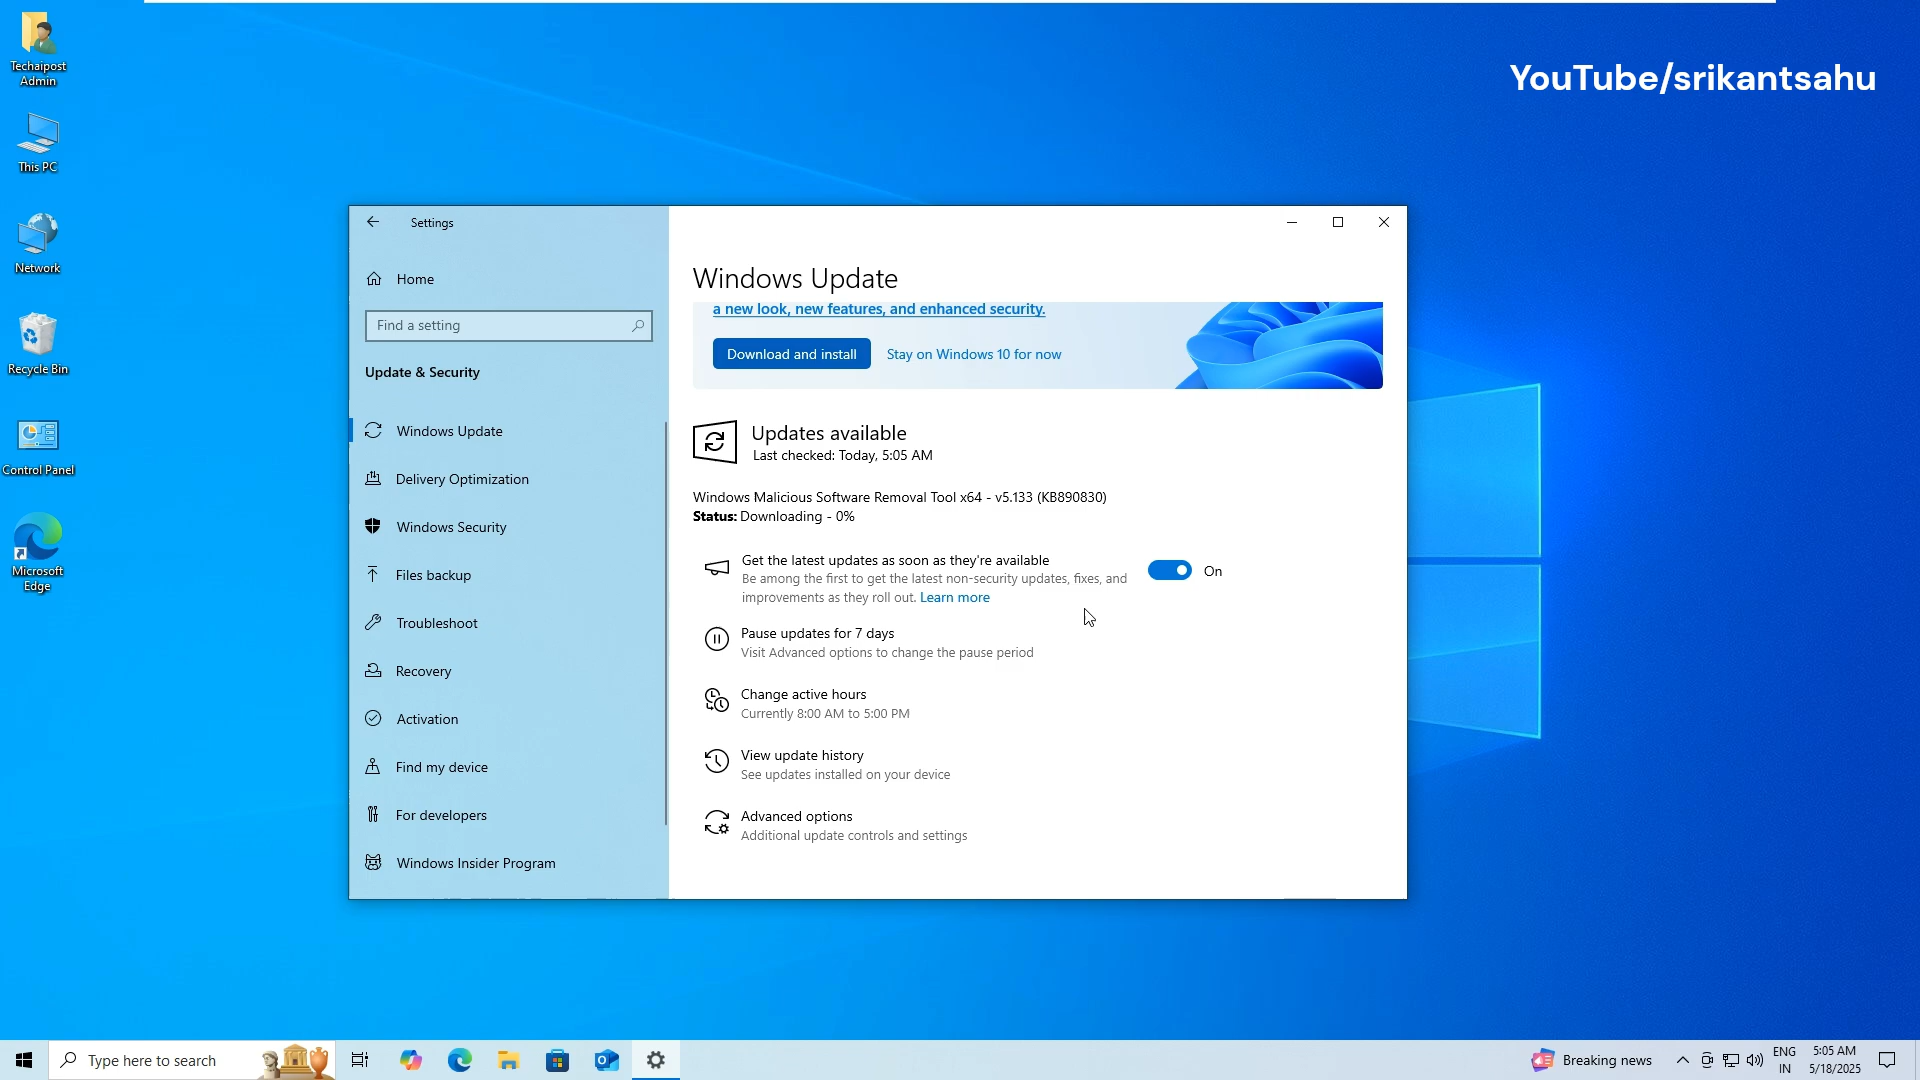 Techaipost
Admin
This PC
Network
Recycle Bin
Control Panel
Microsoft
Edge
YouTube/srikantsahu
Settings
Home
Find a setting
Update & Security
Windows Update
Delivery Optimization
Windows Security
Files backup
Troubleshoot
Recovery
Activation
Find my device
For developers
Windows Insider Program
Windows Update
a new look, new features, and enhanced security.
Download and install
Stay on Windows 10 for now
Updates available
Last checked: Today, 5:05 AM
Windows Malicious Software Removal Tool x64 - v5.133 (KB890830)
Status: Downloading - 0%
Get the latest updates as soon as they're available
Be among the first to get the latest non-security updates, fixes, and
improvements as they roll out. Learn more
On
Pause updates for 7 days
Visit Advanced options to change the pause period
Change active hours
Currently 8:00 AM to 5:00 PM
View update history
See updates installed on your device
Advanced options
Additional update controls and settings
Type here to search
Breaking news
ENG
IN
5:05 AM
5/18/2025